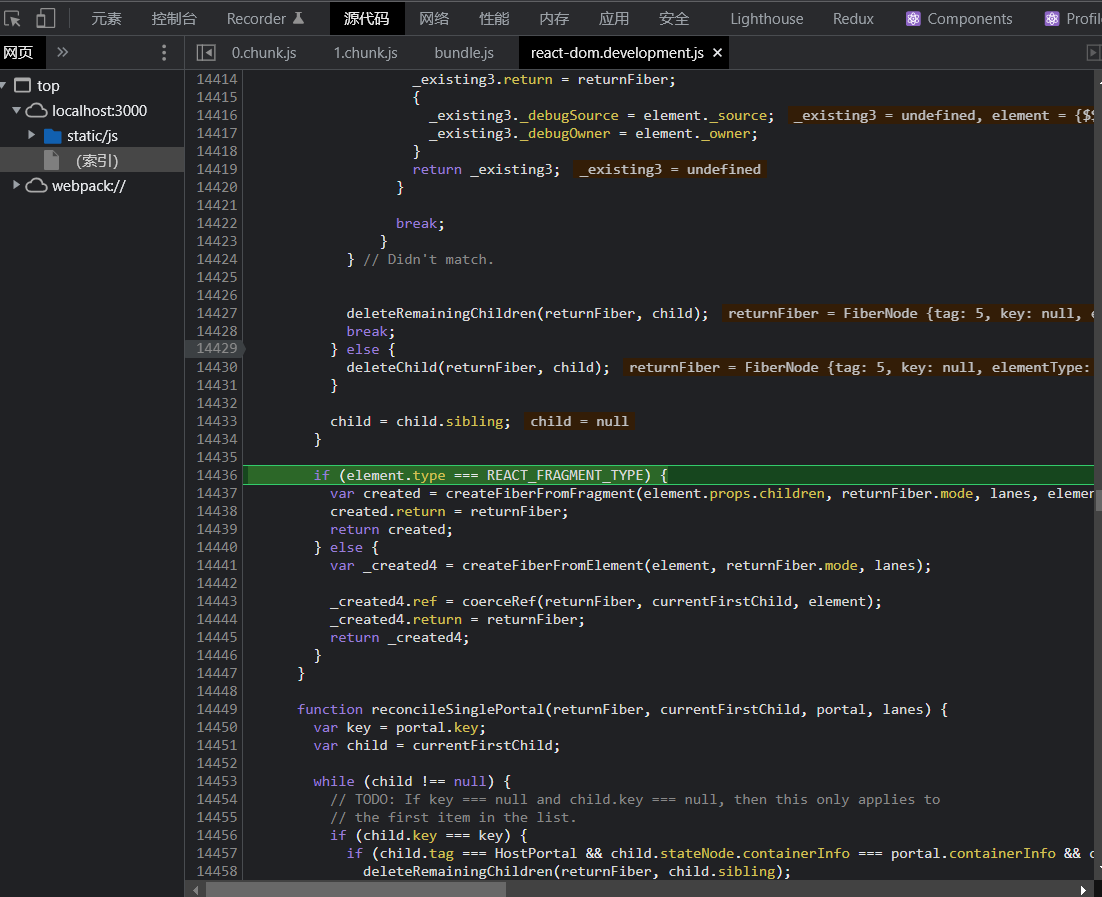 元素 控制台 Recorder 源代码 网络 性能 内存 应用 安全 Lighthouse Redux Components Profil
网页 0.chunk.js 1.chunk.js bundle.js react-dom.development.js ×
top
localhost:3000
static/js
(索引)
webpack://
14414 _existing3.return = returnFiber;
14415 {
14416 _existing3._debugSource = element._source; _existing3 = undefined, element = {$$
14417 _existing3._debugOwner = element._owner;
14418 }
14419 return _existing3; _existing3 = undefined
14420 }
14421
14422 break;
14423 }
14424 } // Didn't match.
14425
14426
14427 deleteRemainingChildren(returnFiber, child); returnFiber = FiberNode {tag: 5, key: null, e
14428 break;
14429 } else {
14430 deleteChild(returnFiber, child); returnFiber = FiberNode {tag: 5, key: null, elementType:
14431 }
14432
14433 child = child.sibling; child = null
14434 }
14435
14436 if (element.type === REACT_FRAGMENT_TYPE) {
14437 var created = createFiberFromFragment(element.props.children, returnFiber.mode, lanes, elemen
14438 created.return = returnFiber;
14439 return created;
14440 } else {
14441 var _created4 = createFiberFromElement(element, returnFiber.mode, lanes);
14442
14443 _created4.ref = coerceRef(returnFiber, currentFirstChild, element);
14444 _created4.return = returnFiber;
14445 return _created4;
14446 }
14447 }
14448
14449 function reconcileSinglePortal(returnFiber, currentFirstChild, portal, lanes) {
14450 var key = portal.key;
14451 var child = currentFirstChild;
14452
14453 while (child !== null) {
14454 // TODO: If key === null and child.key === null, then this only applies to
14455 // the first item in the list.
14456 if (child.key === key) {
14457 if (child.tag === HostPortal && child.stateNode.containerInfo === portal.containerInfo && c
14458 deleteRemainingChildren(returnFiber, child.sibling);